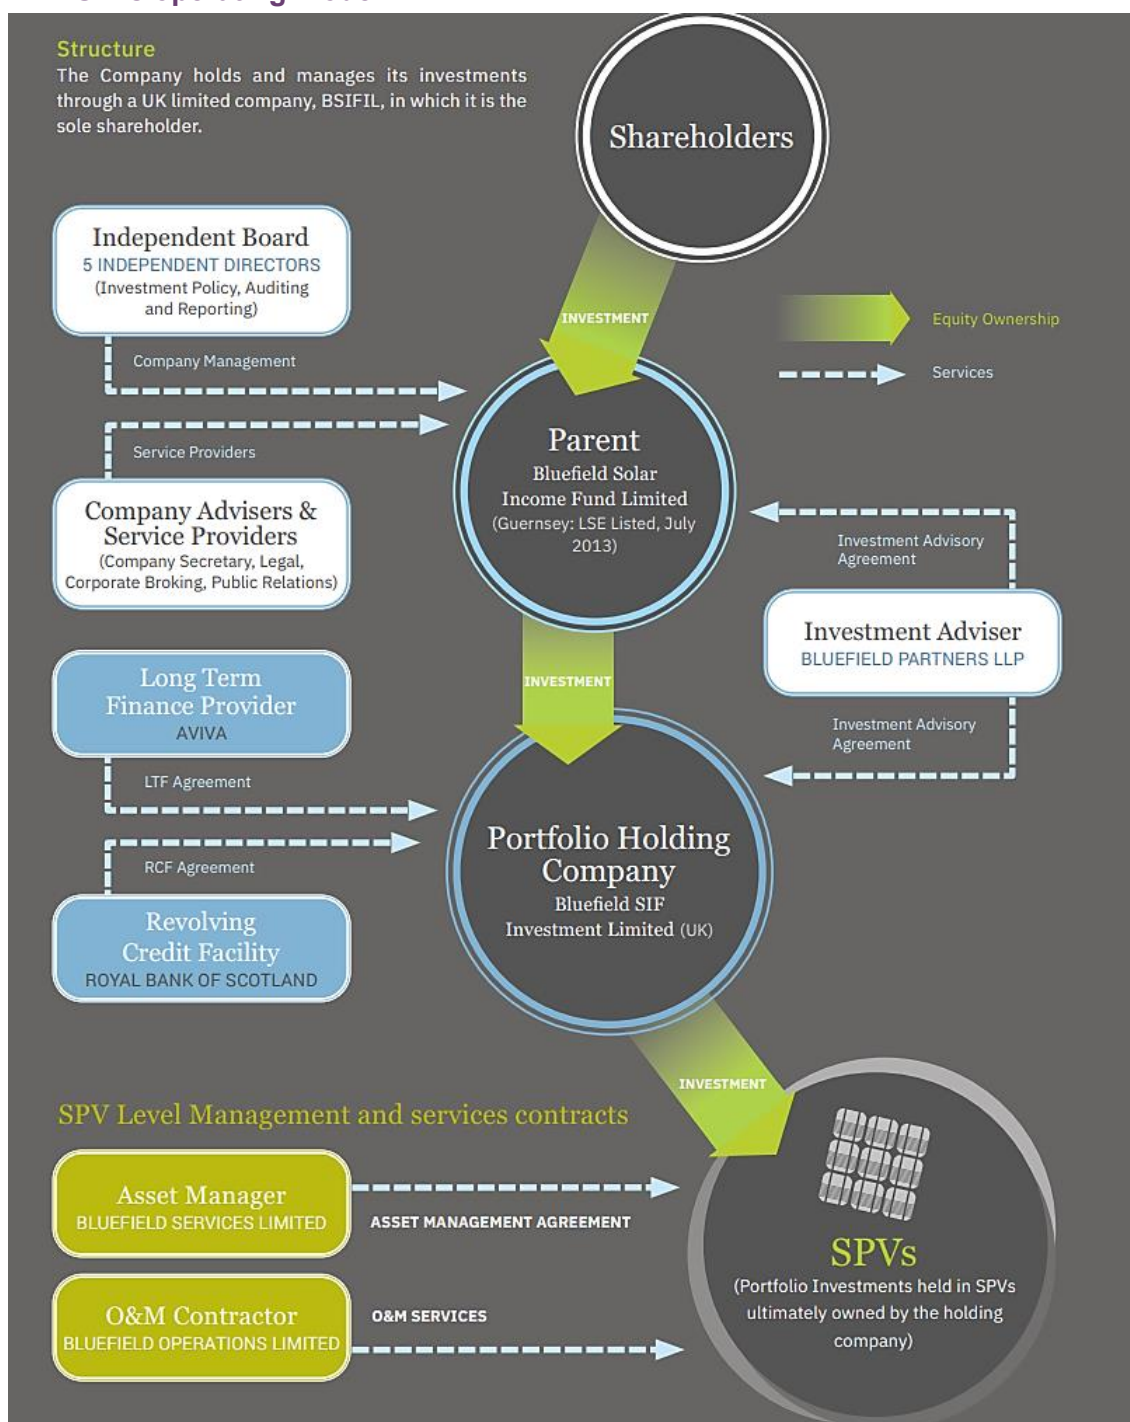 Structure
The Company holds and manages its investments
through a UK limited company, BSIFIL, in which it is the
sole shareholder.
Shareholders
Independent Board
5 INDEPENDENT DIRECTORS
(Investment Policy, Auditing
and Reporting)
INVESTMENT
Equity Ownership
Company Management
Services
Service Providers
Parent
Bluefield Solar
Income Fund Limited
(Guernsey: LSE Listed, July
2013)
Company Advisers &
Service Providers
(Company Secretary, Legal,
Corporate Broking, Public Relations)
Investment Advisory
Agreement
Investment Adviser
BLUEFIELD PARTNERS LLP
Long Term
Finance Provider
AVIVA
INVESTMENT
Investment Advisory
Agreement
LTF Agreement
Portfolio Holding
Company
Bluefield SIF
Investment Limited (UK)
RCF Agreement
Revolving
Credit Facility
ROYAL BANK OF SCOTLAND
INVESTMENT
SPV Level Management and services contracts
Asset Manager
BLUEFIELD SERVICES LIMITED
ASSET MANAGEMENT AGREEMENT
SPVs
(Portfolio Investments held in SPVs
ultimately owned by the holding
company)
O&M Contractor
BLUEFIELD OPERATIONS LIMITED
O&M SERVICES